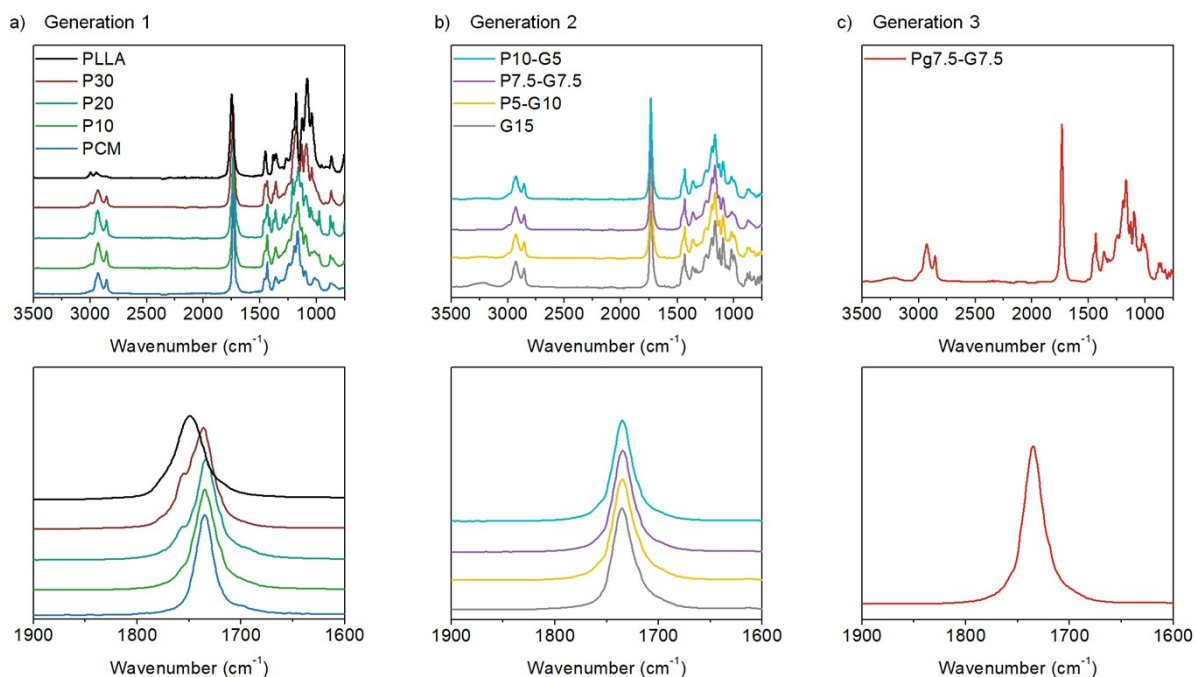 a) Generation 1
PLLA
P30
P20
P10
PCM
3500 3000 2500 2000 1500 1000
Wavenumber (cm⁻¹)
1900 1800 1700 1600
Wavenumber (cm⁻¹)
b) Generation 2
P10-G5
P7.5-G7.5
P5-G10
G15
3500 3000 2500 2000 1500 1000
Wavenumber (cm⁻¹)
1900 1800 1700 1600
Wavenumber (cm⁻¹)
c) Generation 3
Pg7.5-G7.5
3500 3000 2500 2000 1500 1000
Wavenumber (cm⁻¹)
1900 1800 1700 1600
Wavenumber (cm⁻¹)